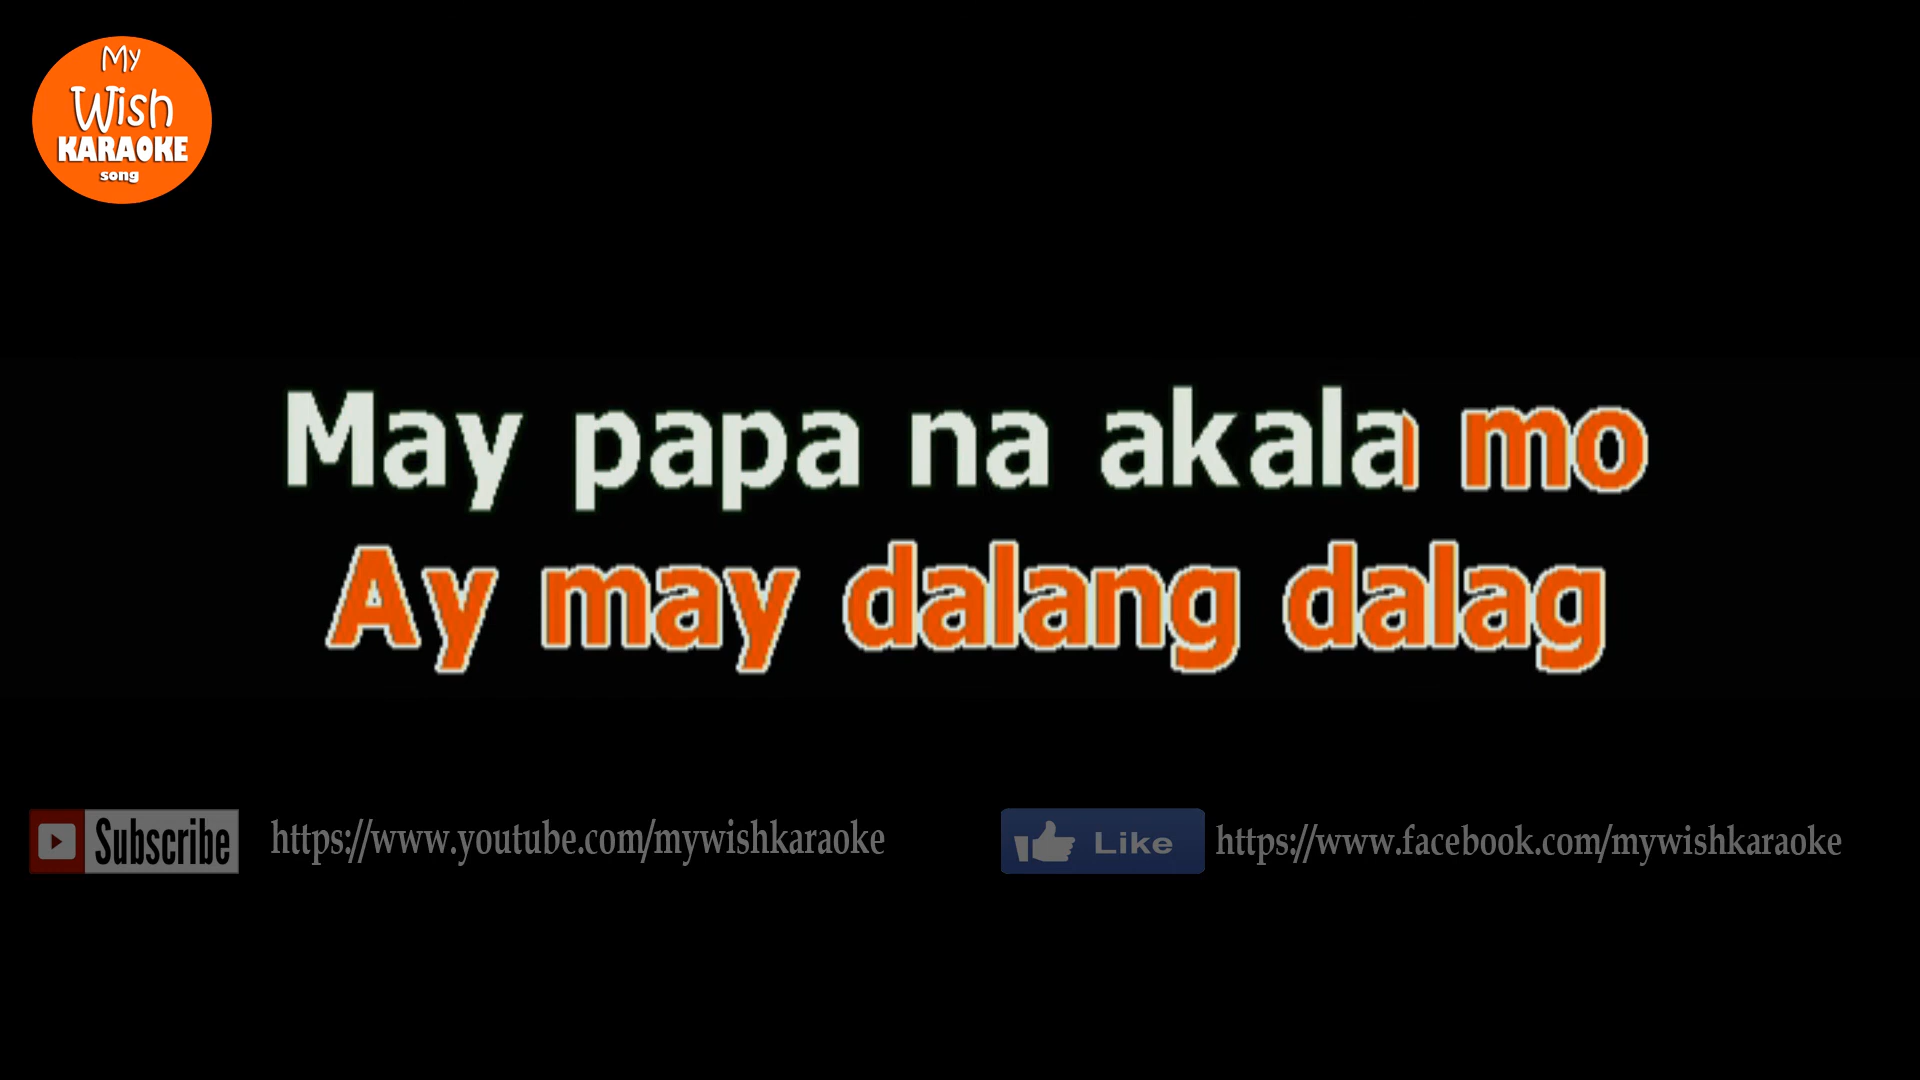 My
Wish
KARAOKE
song
May papa na akala mo
Ay may dalang dalag
Subscribe https://www.youtube.com/mywishkaraoke
Like https://www.facebook.com/mywishkaraoke